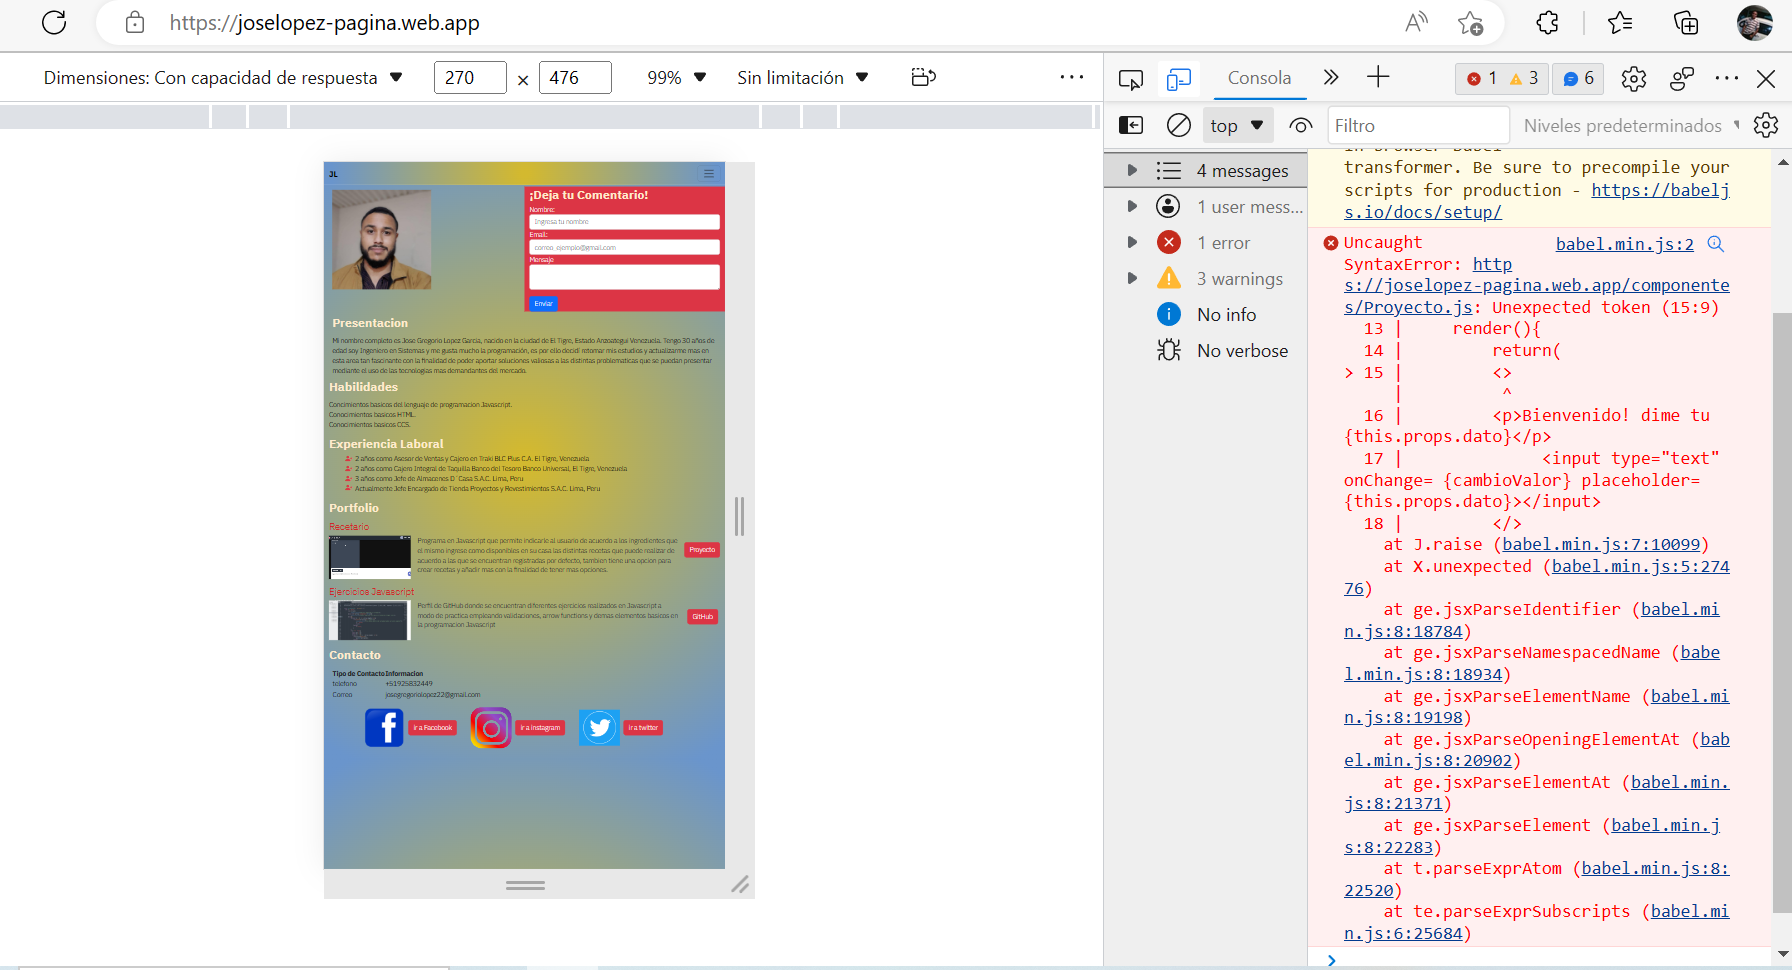 https://joselopez-pagina.web.app
Dimensiones: Con capacidad de respuesta
270 × 476
99%
Sin limitación
Consola
1
3
6
top
Filtro
Niveles predeterminados
4 messages
1 user mess...
1 error
3 warnings
No info
No verbose
JL
¡Deja tu Comentario!
Nombre:
Ingresa tu nombre
Email:
correo_ejemplo@gmail.com
Mensaje
Enviar
Presentacion
Mi nombre completo es Jose Gregorio Lopez Garcia, nacido en la ciudad de El Tigre, Estado Anzoategui Venezuela. Tengo 30 años de
edad soy Ingeniero en Sistemas y me gusta mucho la programación, es por ello decidi retomar mis estudios y actualizarme mas en
esta area tan fascinante con la finalidad de poder aportar soluciones valiosas a las distintas problematicas que se puedan presentar
mediante el uso de las tecnologias mas demandantes del mercado.
Habilidades
Concimientos basicos del lenguaje de programacion Javascript.
Conocimientos basicos HTML.
Conocimientos basicos CCS.
Experiencia Laboral
2 años como Asesor de Ventas y Cajero en Traki BLC Plus C.A. El Tigre, Venezuela
2 años como Cajero Integral de Taquilla Banco del Tesoro Banco Universal, El Tigre, Venezuela
3 años como Jefe de Almacenes D´Casa S.A.C. Lima, Peru
Actualmente Jefe Encargado de Tienda Proyectos y Revestimientos S.A.C. Lima, Peru
Portfolio
Recetario
Programa en Javascript que permite indicarle al usuario de acuerdo a los ingredientes que
el mismo ingrese como disponibles en su casa las distintas recetas que puede realizar de
acuerdo a las que se encuentran registradas por defecto, tambien tiene una opcion para
crear recetas y añadir mas con la finalidad de tener mas opciones.
Proyecto
Ejercicios Javascript
Perfil de GitHub donde se encuentran diferentes ejercicios realizados en Javascript a
modo de practica empleando validaciones, arrow functions y demas elementos basicos en
la programacion Javascript
GitHub
Contacto
Tipo de Contacto Informacion
telefono +51925832449
Correo josegregoriolopez22@gmail.com
ir a Facebook
ir a Instagram
ir a twitter
transformer. Be sure to precompile your
scripts for production - https://babelj
s.io/docs/setup/
Uncaught babel.min.js:2
SyntaxError: http
s://joselopez-pagina.web.app/componente
s/Proyecto.js: Unexpected token (15:9)
13 | render(){
14 | return(
> 15 | <>
| ^
16 | <p>Bienvenido! dime tu
{this.props.dato}</p>
17 | <input type="text"
onChange= {cambioValor} placeholder=
{this.props.dato}></input>
18 | </>
at J.raise (babel.min.js:7:10099)
at X.unexpected (babel.min.js:5:274
76)
at ge.jsxParseIdentifier (babel.mi
n.js:8:18784)
at ge.jsxParseNamespacedName (babe
l.min.js:8:18934)
at ge.jsxParseElementName (babel.mi
n.js:8:19198)
at ge.jsxParseOpeningElementAt (bab
el.min.js:8:20902)
at ge.jsxParseElementAt (babel.min.
js:8:21371)
at ge.jsxParseElement (babel.min.j
s:8:22283)
at t.parseExprAtom (babel.min.js:8:
22520)
at te.parseExprSubscripts (babel.mi
n.js:6:25684)